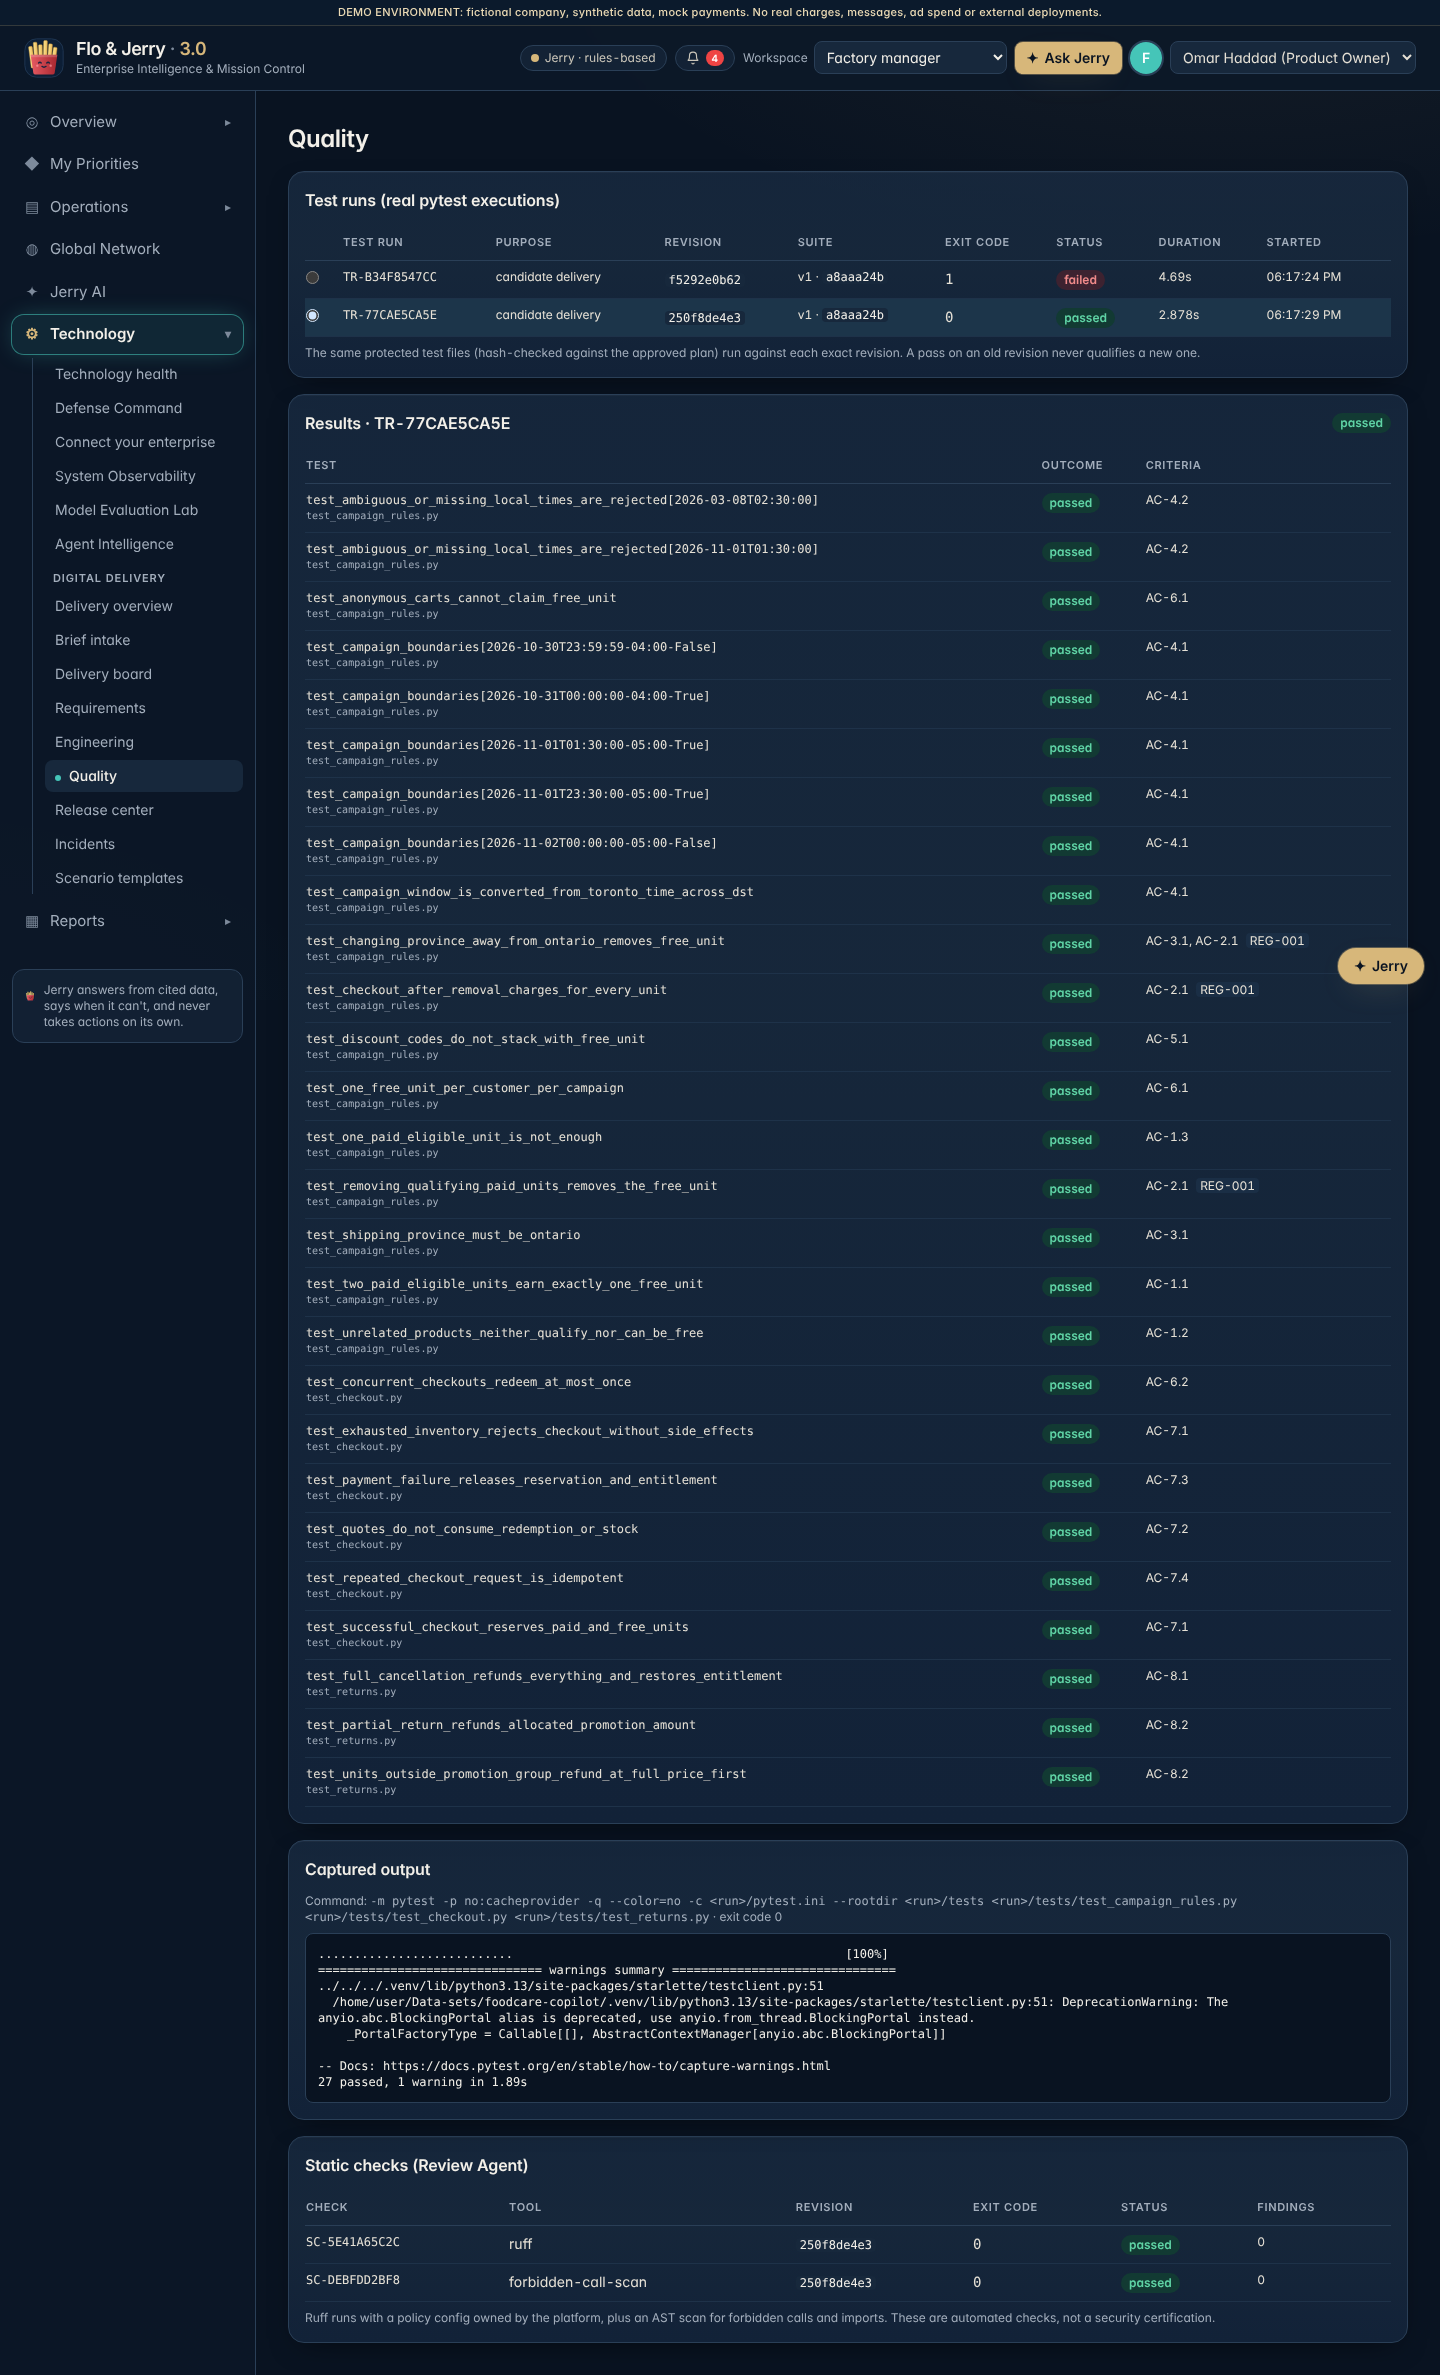 DEMO ENVIRONMENT: fictional company, synthetic data, mock payments. No real charges, messages, ad spend or external deployments.
Flo & Jerry · 3.0
Enterprise Intelligence & Mission Control
Jerry · rules-based
4
Workspace
Factory manager
✦ Ask Jerry
F
Omar Haddad (Product Owner)
Overview
My Priorities
Operations
Global Network
Jerry AI
Technology
Technology health
Defense Command
Connect your enterprise
System Observability
Model Evaluation Lab
Agent Intelligence
DIGITAL DELIVERY
Delivery overview
Brief intake
Delivery board
Requirements
Engineering
Quality
Release center
Incidents
Scenario templates
Reports
Jerry answers from cited data,
says when it can't, and never
takes actions on its own.
Quality
Test runs (real pytest executions)
TEST RUN PURPOSE REVISION SUITE EXIT CODE STATUS DURATION STARTED
TR-B34F8547CC candidate delivery f5292e0b62 v1 · a8aaa24b 1 failed 4.69s 06:17:24 PM
TR-77CAE5CA5E candidate delivery 250f8de4e3 v1 · a8aaa24b 0 passed 2.878s 06:17:29 PM
The same protected test files (hash-checked against the approved plan) run against each exact revision. A pass on an old revision never qualifies a new one.
Results · TR-77CAE5CA5E passed
TEST OUTCOME CRITERIA
test_ambiguous_or_missing_local_times_are_rejected[2026-03-08T02:30:00] passed AC-4.2
test_campaign_rules.py
test_ambiguous_or_missing_local_times_are_rejected[2026-11-01T01:30:00] passed AC-4.2
test_campaign_rules.py
test_anonymous_carts_cannot_claim_free_unit passed AC-6.1
test_campaign_rules.py
test_campaign_boundaries[2026-10-30T23:59:59-04:00-False] passed AC-4.1
test_campaign_rules.py
test_campaign_boundaries[2026-10-31T00:00:00-04:00-True] passed AC-4.1
test_campaign_rules.py
test_campaign_boundaries[2026-11-01T01:30:00-05:00-True] passed AC-4.1
test_campaign_rules.py
test_campaign_boundaries[2026-11-01T23:30:00-05:00-True] passed AC-4.1
test_campaign_rules.py
test_campaign_boundaries[2026-11-02T00:00:00-05:00-False] passed AC-4.1
test_campaign_rules.py
test_campaign_window_is_converted_from_toronto_time_across_dst passed AC-4.1
test_campaign_rules.py
test_changing_province_away_from_ontario_removes_free_unit passed AC-3.1, AC-2.1 REG-001
test_campaign_rules.py
✦ Jerry
test_checkout_after_removal_charges_for_every_unit passed AC-2.1 REG-001
test_campaign_rules.py
test_discount_codes_do_not_stack_with_free_unit passed AC-5.1
test_campaign_rules.py
test_one_free_unit_per_customer_per_campaign passed AC-6.1
test_campaign_rules.py
test_one_paid_eligible_unit_is_not_enough passed AC-1.3
test_campaign_rules.py
test_removing_qualifying_paid_units_removes_the_free_unit passed AC-2.1 REG-001
test_campaign_rules.py
test_shipping_province_must_be_ontario passed AC-3.1
test_campaign_rules.py
test_two_paid_eligible_units_earn_exactly_one_free_unit passed AC-1.1
test_campaign_rules.py
test_unrelated_products_neither_qualify_nor_can_be_free passed AC-1.2
test_campaign_rules.py
test_concurrent_checkouts_redeem_at_most_once passed AC-6.2
test_checkout.py
test_exhausted_inventory_rejects_checkout_without_side_effects passed AC-7.1
test_checkout.py
test_payment_failure_releases_reservation_and_entitlement passed AC-7.3
test_checkout.py
test_quotes_do_not_consume_redemption_or_stock passed AC-7.2
test_checkout.py
test_repeated_checkout_request_is_idempotent passed AC-7.4
test_checkout.py
test_successful_checkout_reserves_paid_and_free_units passed AC-7.1
test_checkout.py
test_full_cancellation_refunds_everything_and_restores_entitlement passed AC-8.1
test_returns.py
test_partial_return_refunds_allocated_promotion_amount passed AC-8.2
test_returns.py
test_units_outside_promotion_group_refund_at_full_price_first passed AC-8.2
test_returns.py
Captured output
Command: -m pytest -p no:cacheprovider -q --color=no -c <run>/pytest.ini --rootdir <run>/tests <run>/tests/test_campaign_rules.py
<run>/tests/test_checkout.py <run>/tests/test_returns.py · exit code 0
........................... [100%]
=============================== warnings summary ===============================
../../../.venv/lib/python3.13/site-packages/starlette/testclient.py:51
/home/user/Data-sets/foodcare-copilot/.venv/lib/python3.13/site-packages/starlette/testclient.py:51: DeprecationWarning: The
anyio.abc.BlockingPortal alias is deprecated, use anyio.from_thread.BlockingPortal instead.
_PortalFactoryType = Callable[[], AbstractContextManager[anyio.abc.BlockingPortal]]
-- Docs: https://docs.pytest.org/en/stable/how-to/capture-warnings.html
27 passed, 1 warning in 1.89s
Static checks (Review Agent)
CHECK TOOL REVISION EXIT CODE STATUS FINDINGS
SC-5E41A65C2C ruff 250f8de4e3 0 passed 0
SC-DEBFDD2BF8 forbidden-call-scan 250f8de4e3 0 passed 0
Ruff runs with a policy config owned by the platform, plus an AST scan for forbidden calls and imports. These are automated checks, not a security certification.